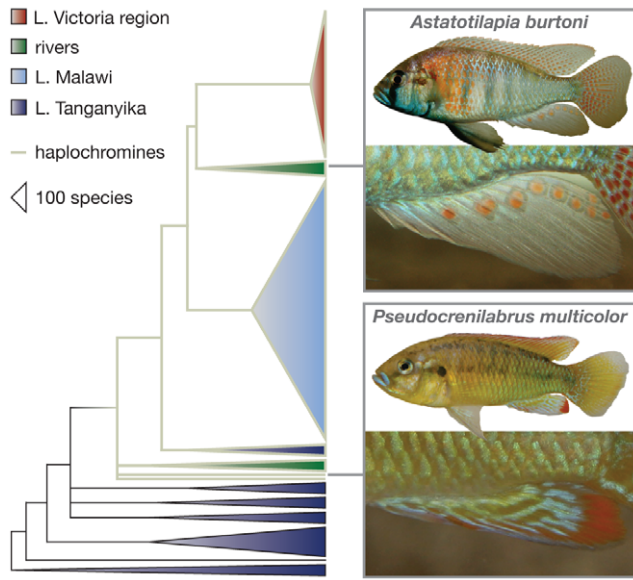 L. Victoria region
rivers
L. Malawi
L. Tanganyika
haplochromines
100 species
Astatotilapia burtoni
Pseudocrenilabrus multicolor